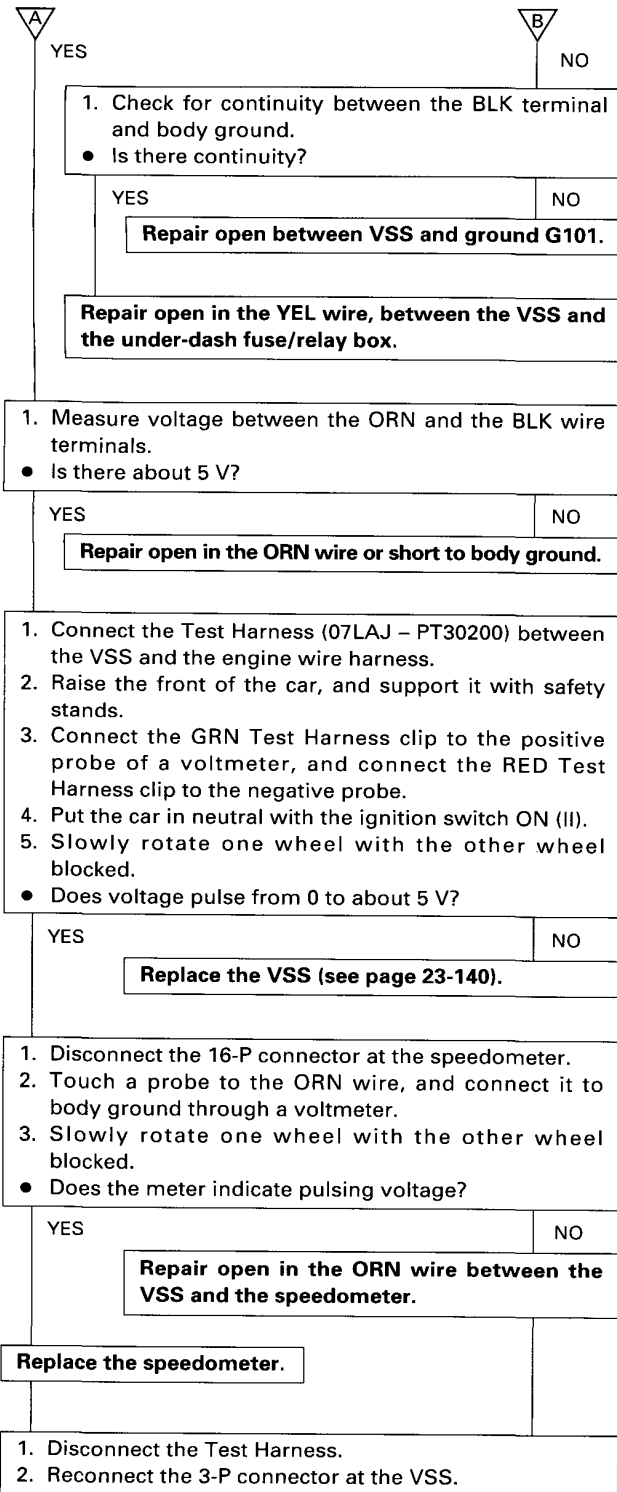 A
B
YES
NO
1. Check for continuity between the BLK terminal
and body ground.
● Is there continuity?
YES
NO
Repair open between VSS and ground G101.
Repair open in the YEL wire, between the VSS and
the under-dash fuse/relay box.
1. Measure voltage between the ORN and the BLK wire
terminals.
● Is there about 5 V?
YES
NO
Repair open in the ORN wire or short to body ground.
1. Connect the Test Harness (07LAJ – PT30200) between
the VSS and the engine wire harness.
2. Raise the front of the car, and support it with safety
stands.
3. Connect the GRN Test Harness clip to the positive
probe of a voltmeter, and connect the RED Test
Harness clip to the negative probe.
4. Put the car in neutral with the ignition switch ON (II).
5. Slowly rotate one wheel with the other wheel
blocked.
● Does voltage pulse from 0 to about 5 V?
YES
NO
Replace the VSS (see page 23-140).
1. Disconnect the 16-P connector at the speedometer.
2. Touch a probe to the ORN wire, and connect it to
body ground through a voltmeter.
3. Slowly rotate one wheel with the other wheel
blocked.
● Does the meter indicate pulsing voltage?
YES
NO
Repair open in the ORN wire between the
VSS and the speedometer.
Replace the speedometer.
1. Disconnect the Test Harness.
2. Reconnect the 3-P connector at the VSS.